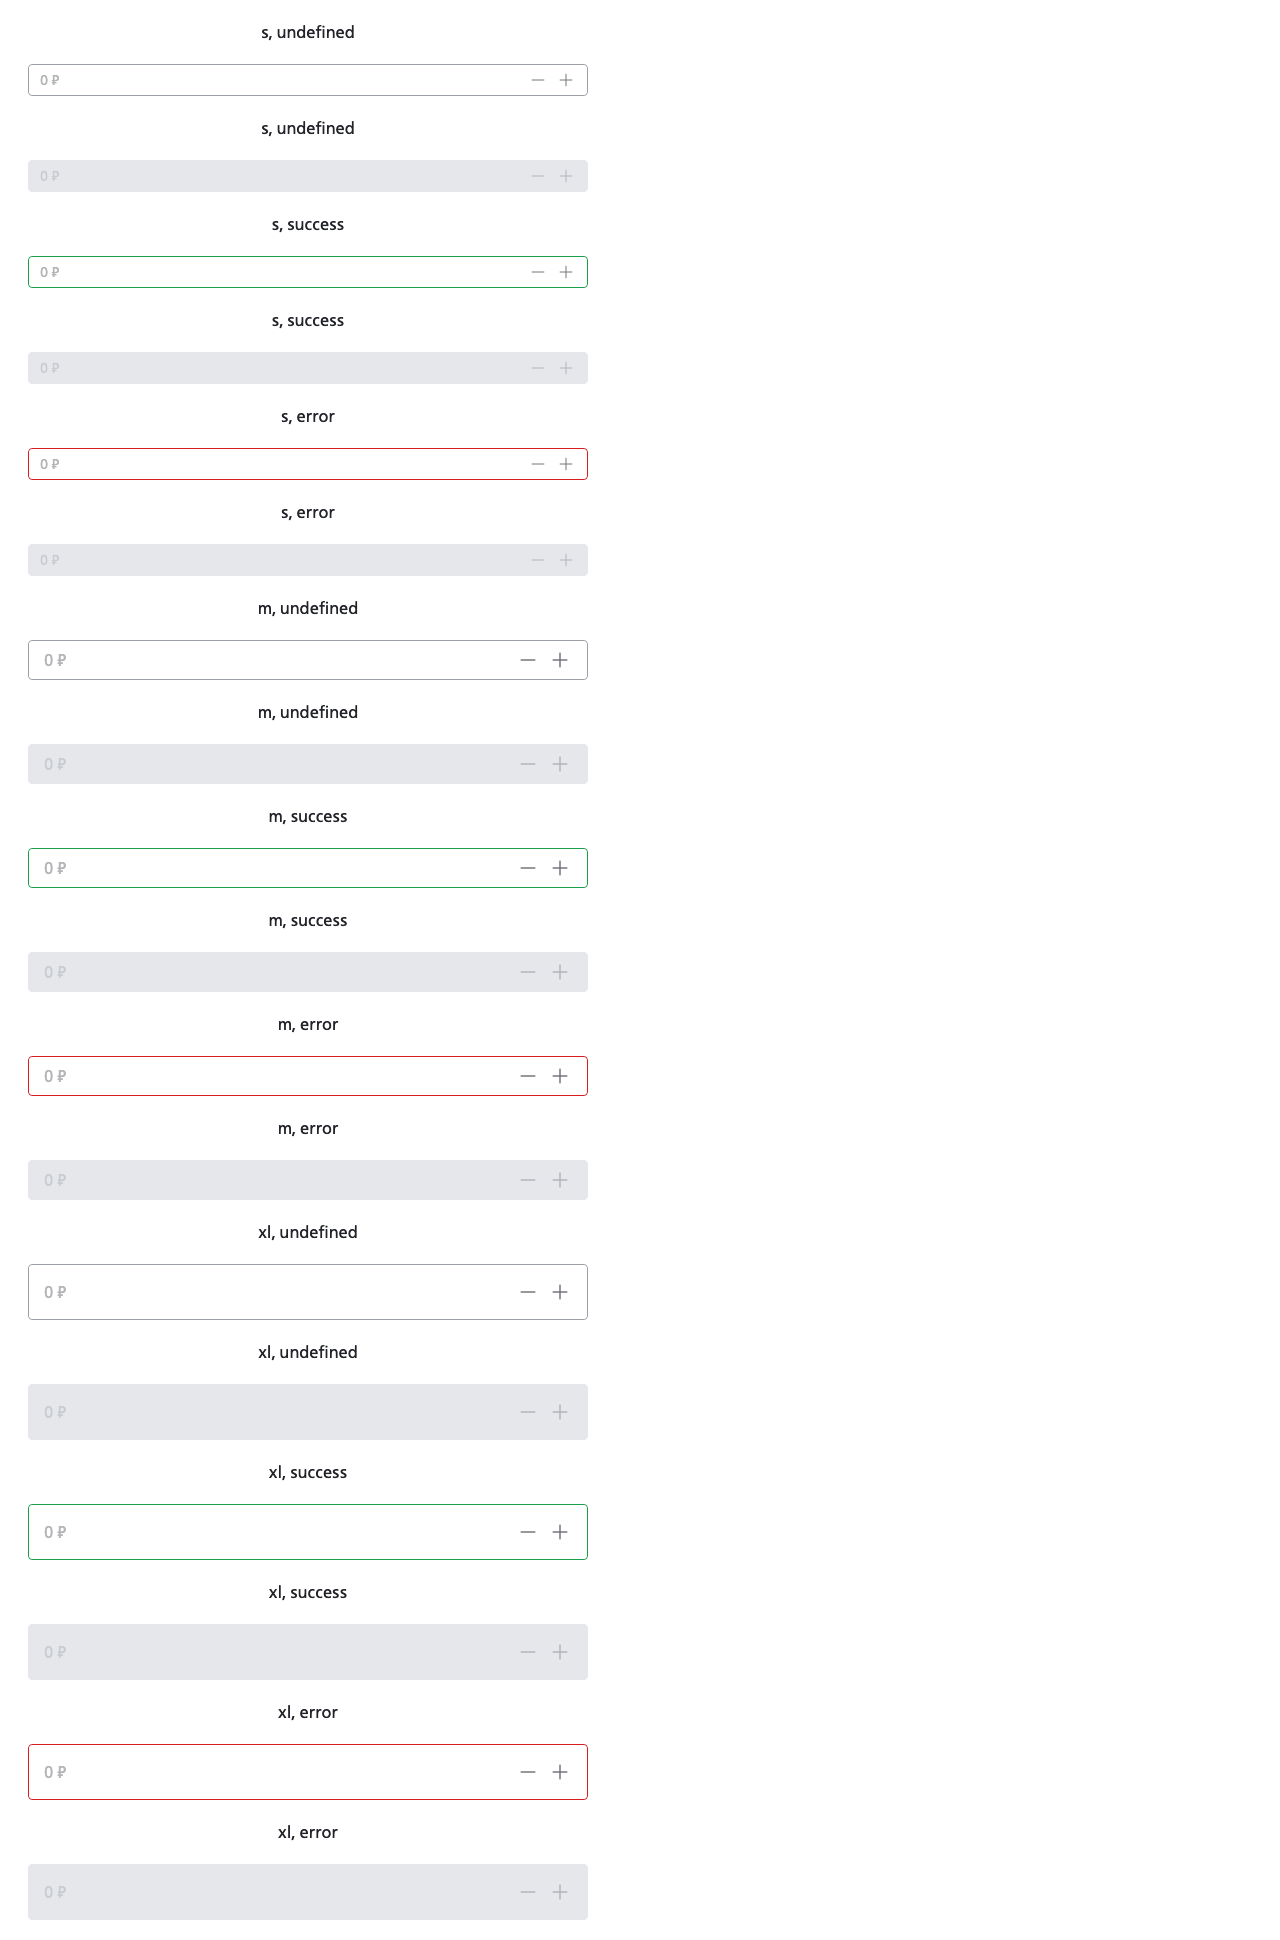 s, undefined
0 ₽
s, undefined
0 ₽
s, success
0 ₽
s, success
0 ₽
s, error
0 ₽
s, error
0 ₽
m, undefined
0 ₽
m, undefined
0 ₽
m, success
0 ₽
m, success
0 ₽
m, error
0 ₽
m, error
0 ₽
xl, undefined
0 ₽
xl, undefined
0 ₽
xl, success
0 ₽
xl, success
0 ₽
xl, error
0 ₽
xl, error
0 ₽